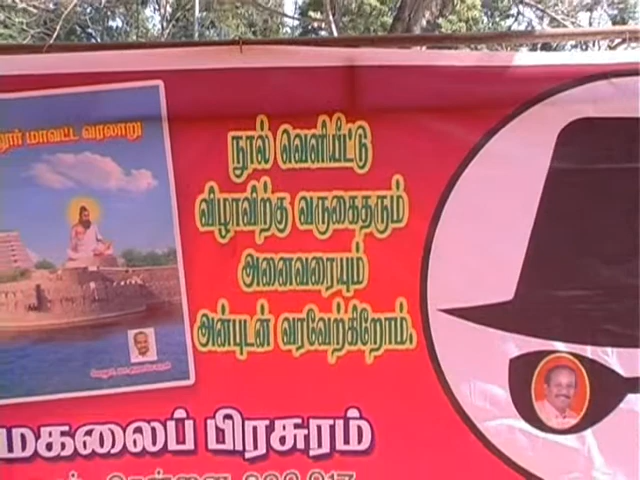 மாவட்ட வரலாறு
நூல் வெளியீட்டு
விழாவிற்கு வருகைதரும்
அனைவரையும்
அன்புடன் வரவேற்கிறோம்.
மகலைப் பிரசுரம்